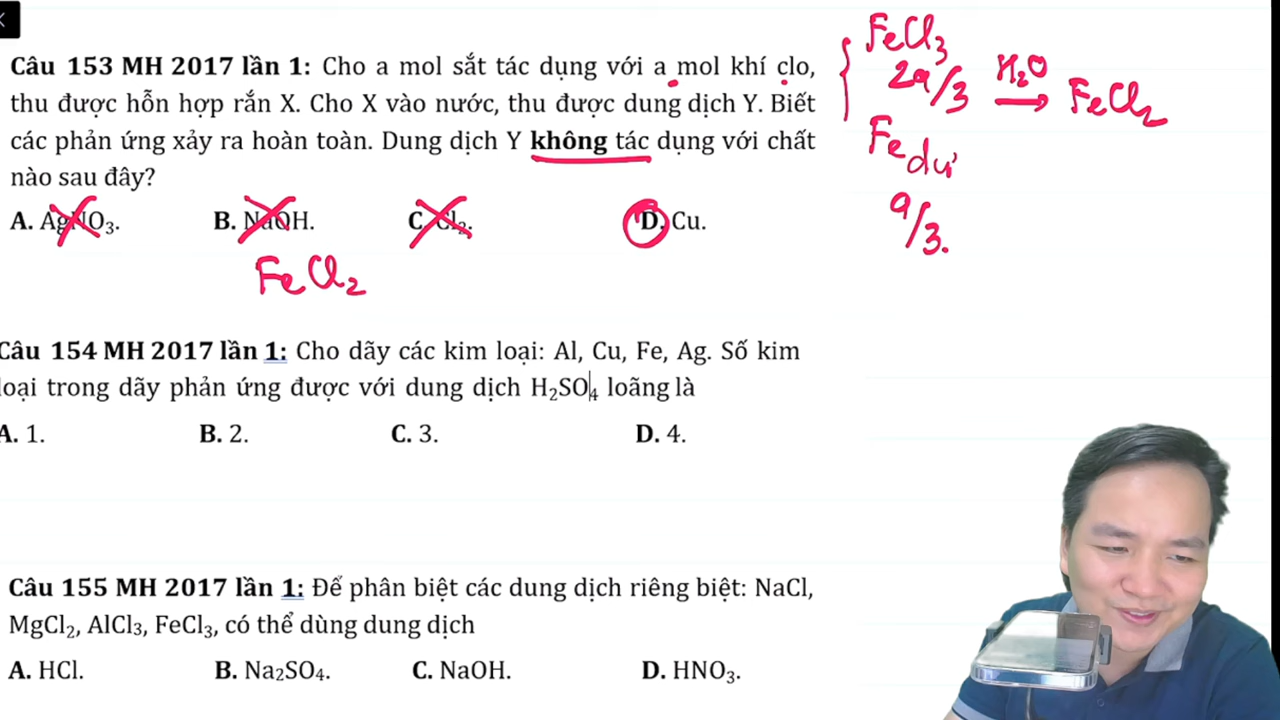 Câu 153 MH 2017 lần 1: Cho a mol sắt tác dụng với a mol khí clo,
thu được hỗn hợp rắn X. Cho X vào nước, thu được dung dịch Y. Biết
các phản ứng xảy ra hoàn toàn. Dung dịch Y không tác dụng với chất
nào sau đây?
A. AgNO₃. B. NaOH. C. Cl₂. D. Cu.
FeCl₂
FeCl₃
2a/3 H₂O → FeCl₂
Fe dư
a/3.
Câu 154 MH 2017 lần 1: Cho dãy các kim loại: Al, Cu, Fe, Ag. Số kim
loại trong dãy phản ứng được với dung dịch H₂SO₄ loãng là
A. 1. B. 2. C. 3. D. 4.
Câu 155 MH 2017 lần 1: Để phân biệt các dung dịch riêng biệt: NaCl,
MgCl₂, AlCl₃, FeCl₃, có thể dùng dung dịch
A. HCl. B. Na₂SO₄. C. NaOH. D. HNO₃.